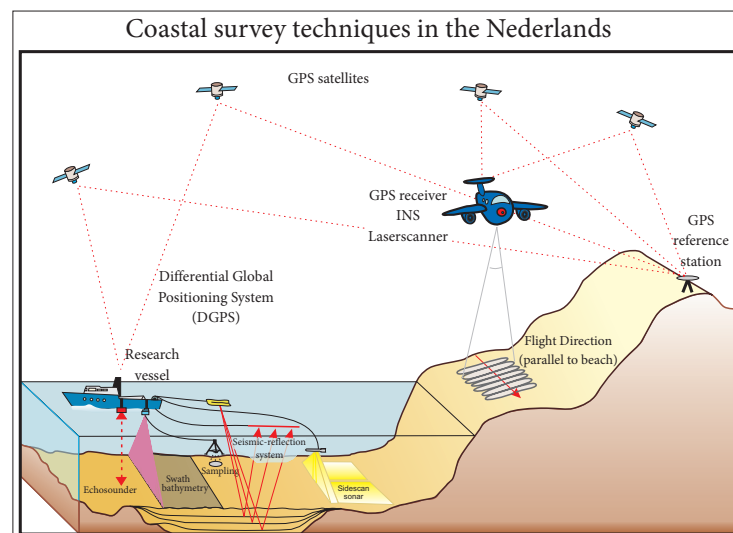 Coastal survey techniques in the Nederlands
GPS satellites
GPS receiver
INS
Laserscanner
GPS
reference
station
Differential Global
Positioning System
(DGPS)
Flight Direction
(parallel to beach)
Research
vessel
Seismic-reflection
system
Sampling
Echosounder
Swath
bathymetry
Sidescan
sonar